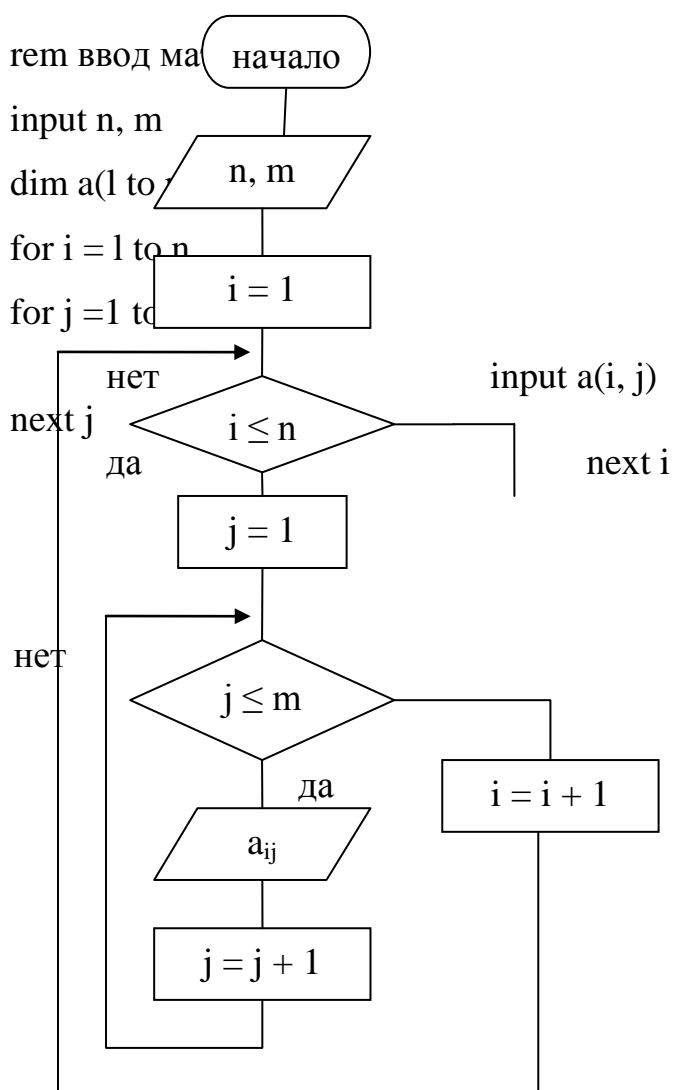 rem ввод ма
начало
input n, m
dim a(l to
n, m
for i = l to n
i = 1
for j =1 to
нет
input a(i, j)
next j
i ≤ n
да
next i
j = 1
нет
j ≤ m
да
i = i + 1
aij
j = j + 1